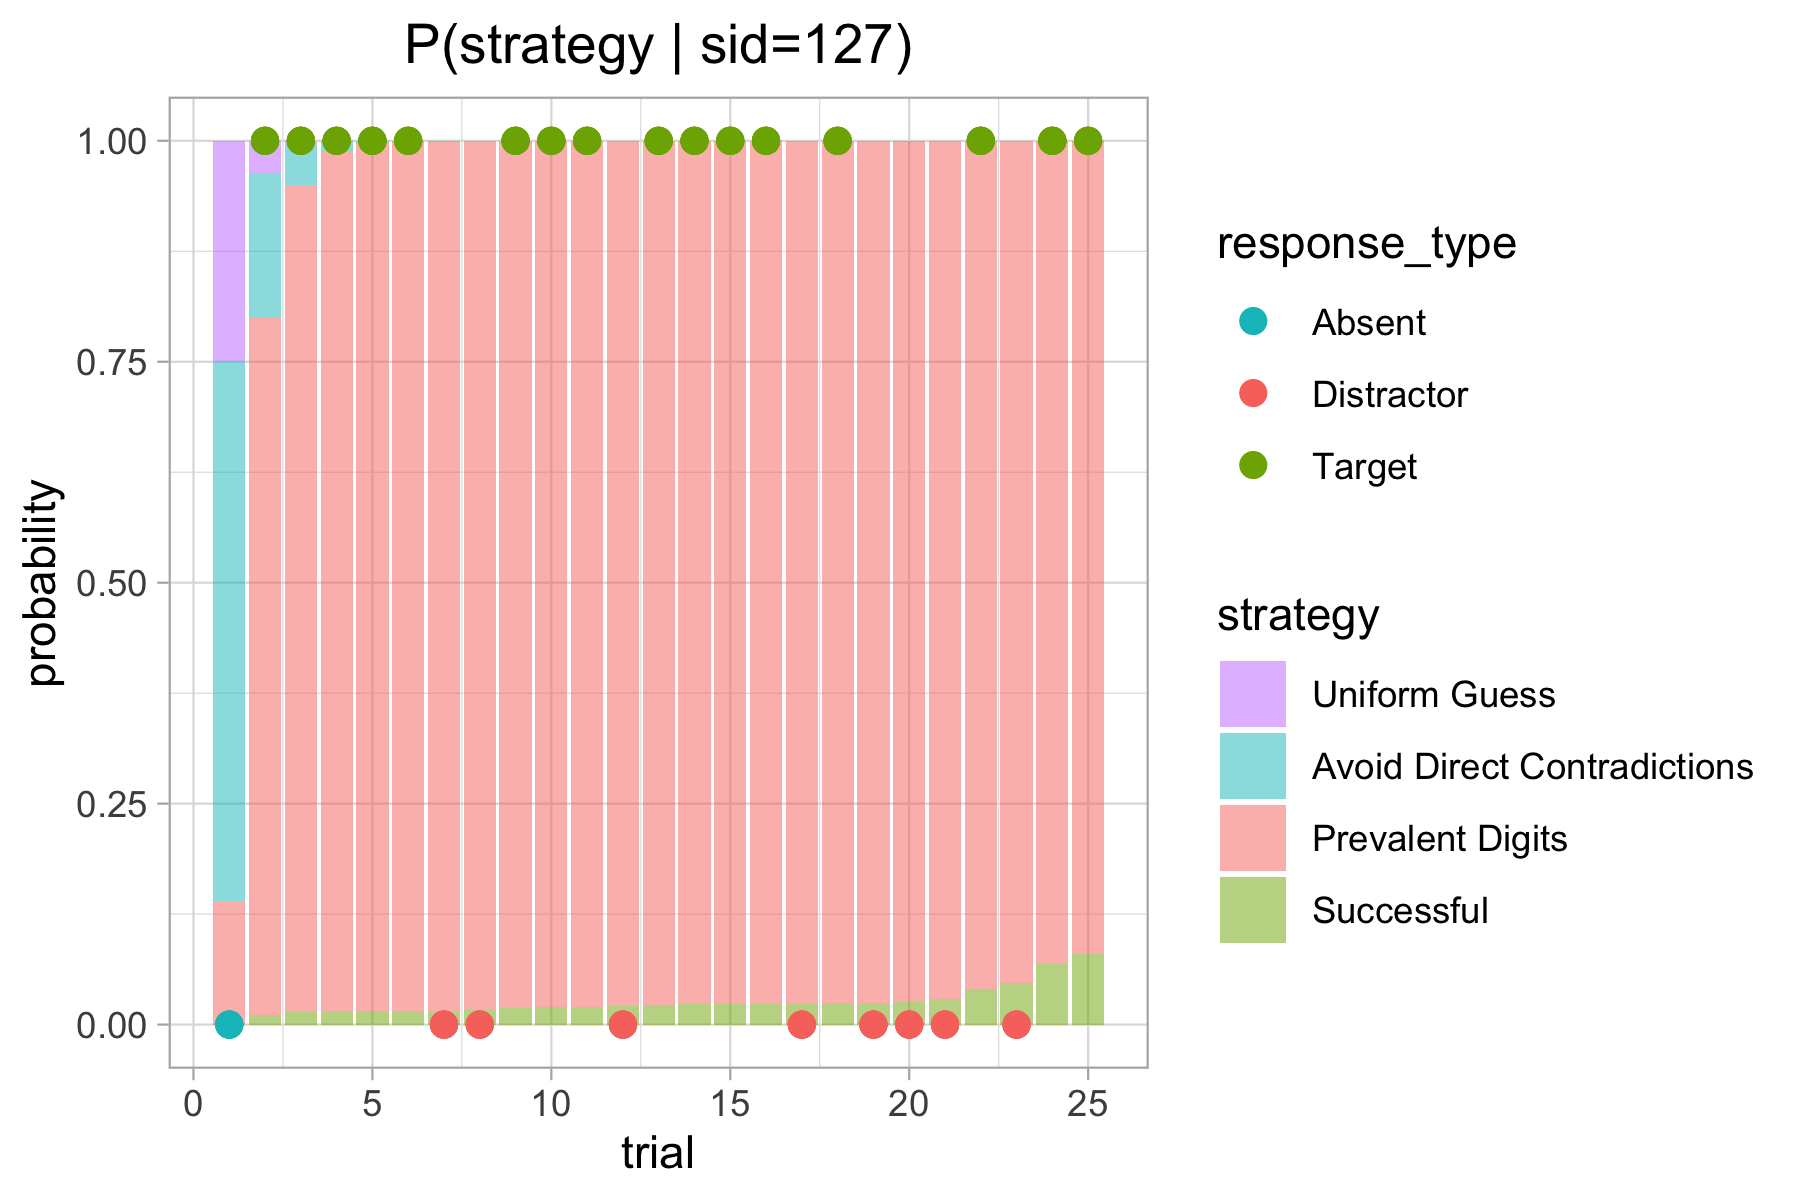 P(strategy | sid=127)
1.00
0.75
0.50
0.25
0.00
probability
0 5 10 15 20 25
trial
response_type
Absent
Distractor
Target
strategy
Uniform Guess
Avoid Direct Contradictions
Prevalent Digits
Successful